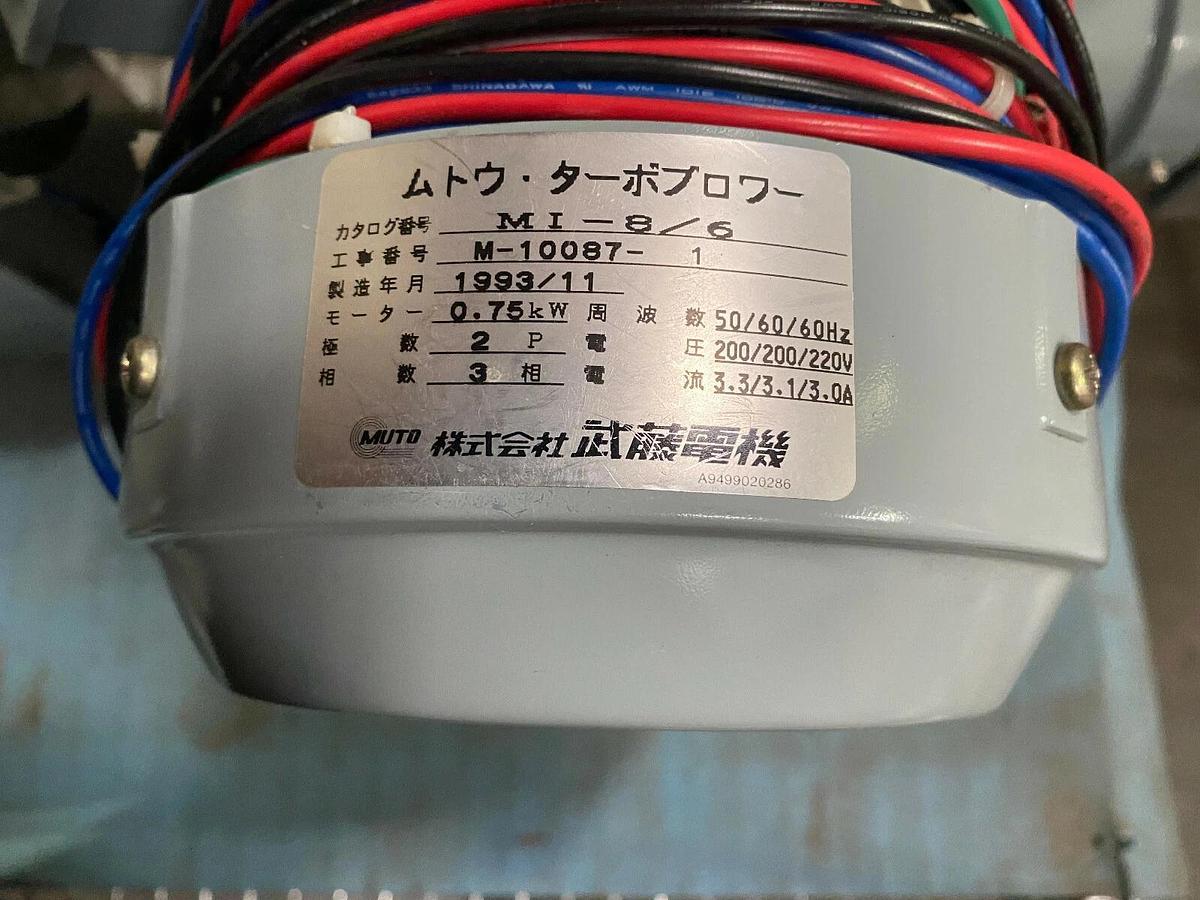 SHINAGAWA AWM
ムトウ・ターボブロワー
カタログ番号 MI-8/6
工事番号 M-10087- 1
製造年月 1993/11
モーター 0.75kW 周波数 50/60/60Hz
極数 2 P 電圧 200/200/220V
相数 3 相 電流 3.3/3.1/3.0A
MUTO 株式会社 武藤電機
A9499020286